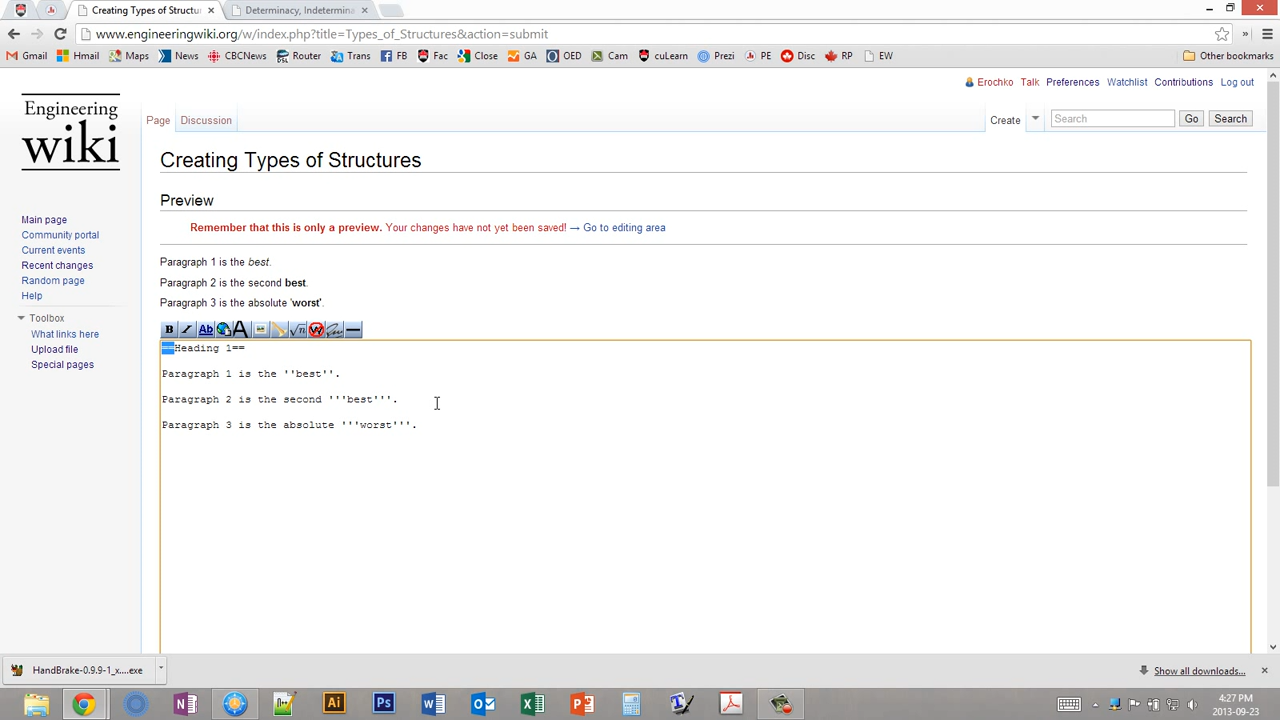 Creating Types of Structur
Determinacy, Indetermina
www.engineeringwiki.org/w/index.php?title=Types_of_Structures&action=submit
Gmail Hmail Maps News CBCNews Router Trans FB Fac Close GA OED Cam cuLearn Prezi PE Disc RP EW Other bookmarks
Erochko Talk Preferences Watchlist Contributions Log out
Engineering
wiki
Page Discussion Create Search Go Search
Creating Types of Structures
Preview
Remember that this is only a preview. Your changes have not yet been saved! → Go to editing area
Paragraph 1 is the best.
Paragraph 2 is the second best.
Paragraph 3 is the absolute 'worst'.
Main page
Community portal
Current events
Recent changes
Random page
Help
Toolbox
What links here
Upload file
Special pages
B I Ab A √n W
==Heading 1==
Paragraph 1 is the ''best''.
Paragraph 2 is the second '''best'''.
Paragraph 3 is the absolute ''''worst''''.
HandBrake-0.9.9-1_x....exe
Show all downloads...
4:27 PM
2013-09-23